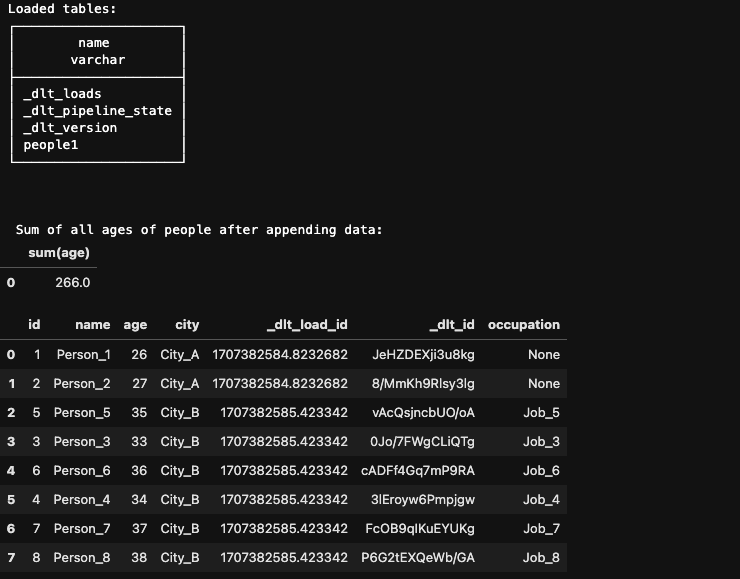 Loaded tables:
name
varchar
_dlt_loads
_dlt_pipeline_state
_dlt_version
people1
Sum of all ages of people after appending data:
sum(age)
0 266.0
id name age city _dlt_load_id _dlt_id occupation
0 1 Person_1 26 City_A 1707382584.8232682 JeHZDEXji3u8kg None
1 2 Person_2 27 City_A 1707382584.8232682 8/MmKh9Rlsy3lg None
2 5 Person_5 35 City_B 1707382585.423342 vAcQsjncbUO/oA Job_5
3 3 Person_3 33 City_B 1707382585.423342 0Jo/7FWgCLiQTg Job_3
4 6 Person_6 36 City_B 1707382585.423342 cADFf4Gq7mP9RA Job_6
5 4 Person_4 34 City_B 1707382585.423342 3lEroyw6Pmpjgw Job_4
6 7 Person_7 37 City_B 1707382585.423342 FcOB9qlKuEYUKg Job_7
7 8 Person_8 38 City_B 1707382585.423342 P6G2tEXQeWb/GA Job_8